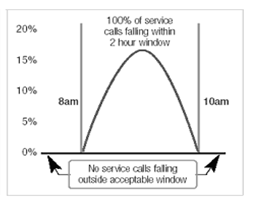 100% of service
calls falling within
2 hour window
20%
15%
10%
5%
0%
8am
10am
No service calls falling
outside acceptable window